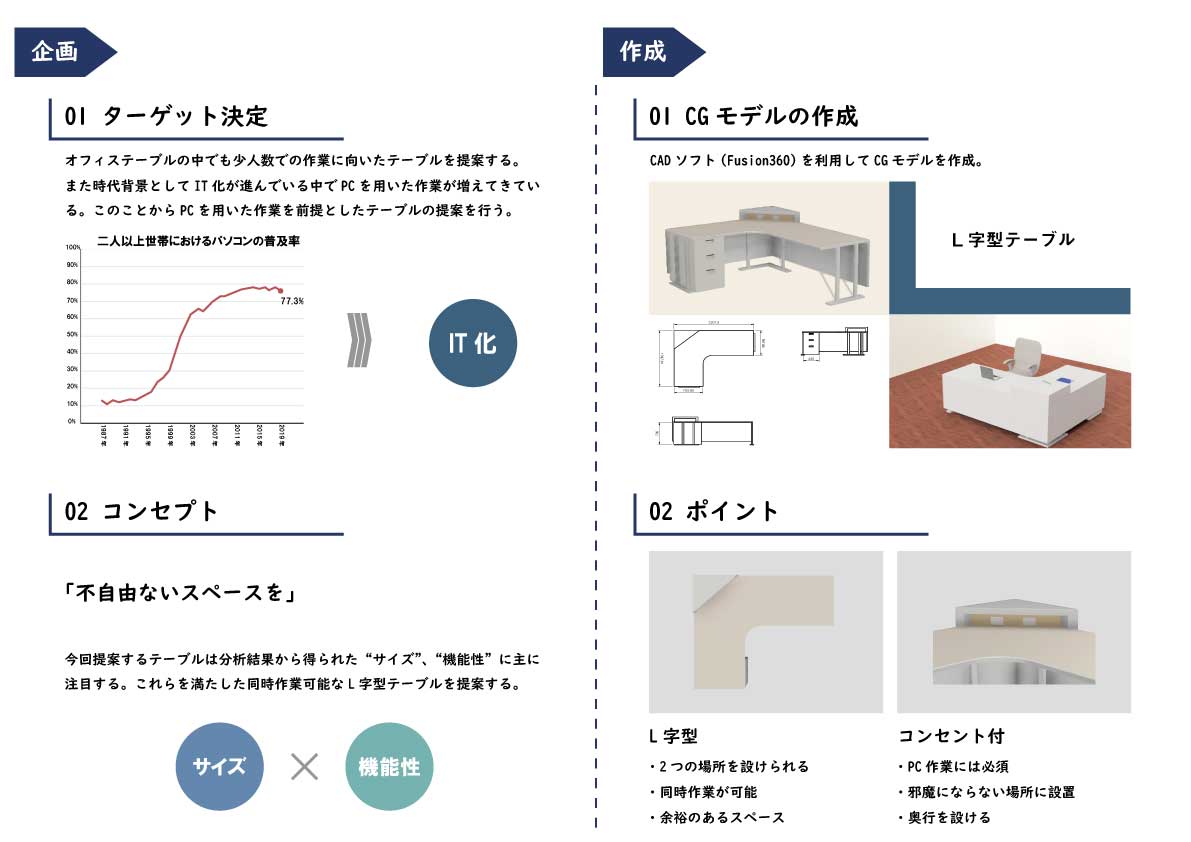 企画
01 ターゲット決定
オフィステーブルの中でも少人数での作業に向いたテーブルを提案する。
また時代背景として IT 化が進んでいる中で PC を用いた作業が増えてきてい
る。このことから PC を用いた作業を前提としたテーブルの提案を行う。
二人以上世帯におけるパソコンの普及率
100%
90%
80%
70%
60%
50%
40%
30%
20%
10%
0%
77.3%
1987年
1991年
1995年
1999年
2003年
2007年
2011年
2015年
2019年
IT 化
02 コンセプト
「不自由ないスペースを」
今回提案するテーブルは分析結果から得られた “サイズ”、“機能性” に主に
注目する。これらを満たした同時作業可能な L 字型テーブルを提案する。
サイズ
×
機能性
作成
01 CG モデルの作成
CAD ソフト (Fusion360) を利用して CG モデルを作成。
L 字型テーブル
02 ポイント
L 字型
・2 つの場所を設けられる
・同時作業が可能
・余裕のあるスペース
コンセント付
・PC 作業には必須
・邪魔にならない場所に設置
・奥行を設ける